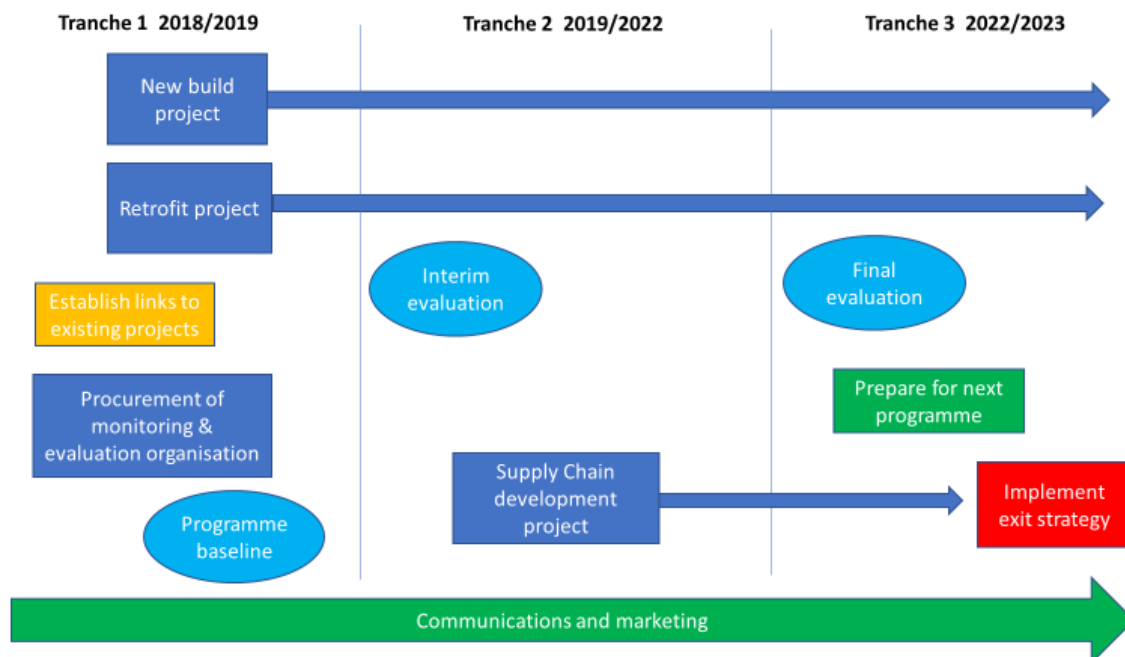 Tranche 1  2018/2019
Tranche 2  2019/2022
Tranche 3  2022/2023
New build
project
Retrofit project
Interim
evaluation
Final
evaluation
Establish links to
existing projects
Procurement of
monitoring &
evaluation organisation
Prepare for next
programme
Supply Chain
development
project
Implement
exit strategy
Programme
baseline
Communications and marketing